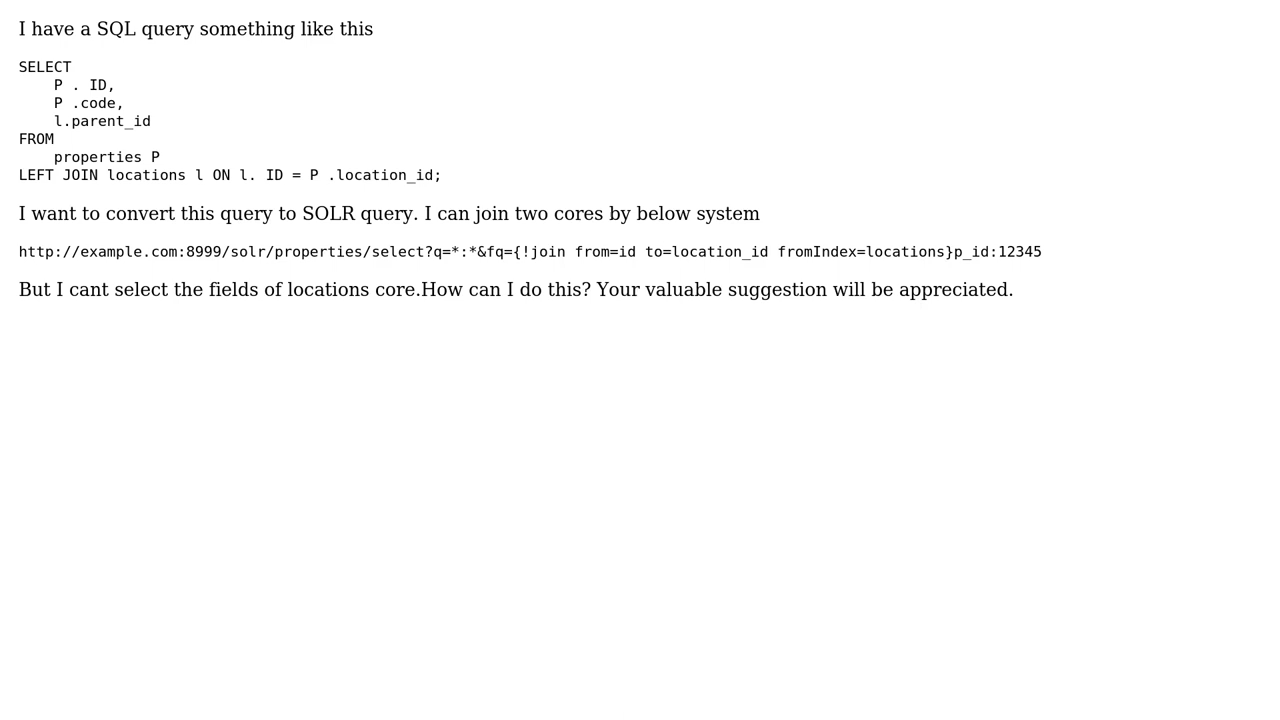 I have a SQL query something like this
SELECT
P . ID,
P .code,
l.parent_id
FROM
properties P
LEFT JOIN locations l ON l. ID = P .location_id;
I want to convert this query to SOLR query. I can join two cores by below system
http://example.com:8999/solr/properties/select?q=*:*&fq={!join from=id to=location_id fromIndex=locations}p_id:12345
But I cant select the fields of locations core.How can I do this? Your valuable suggestion will be appreciated.